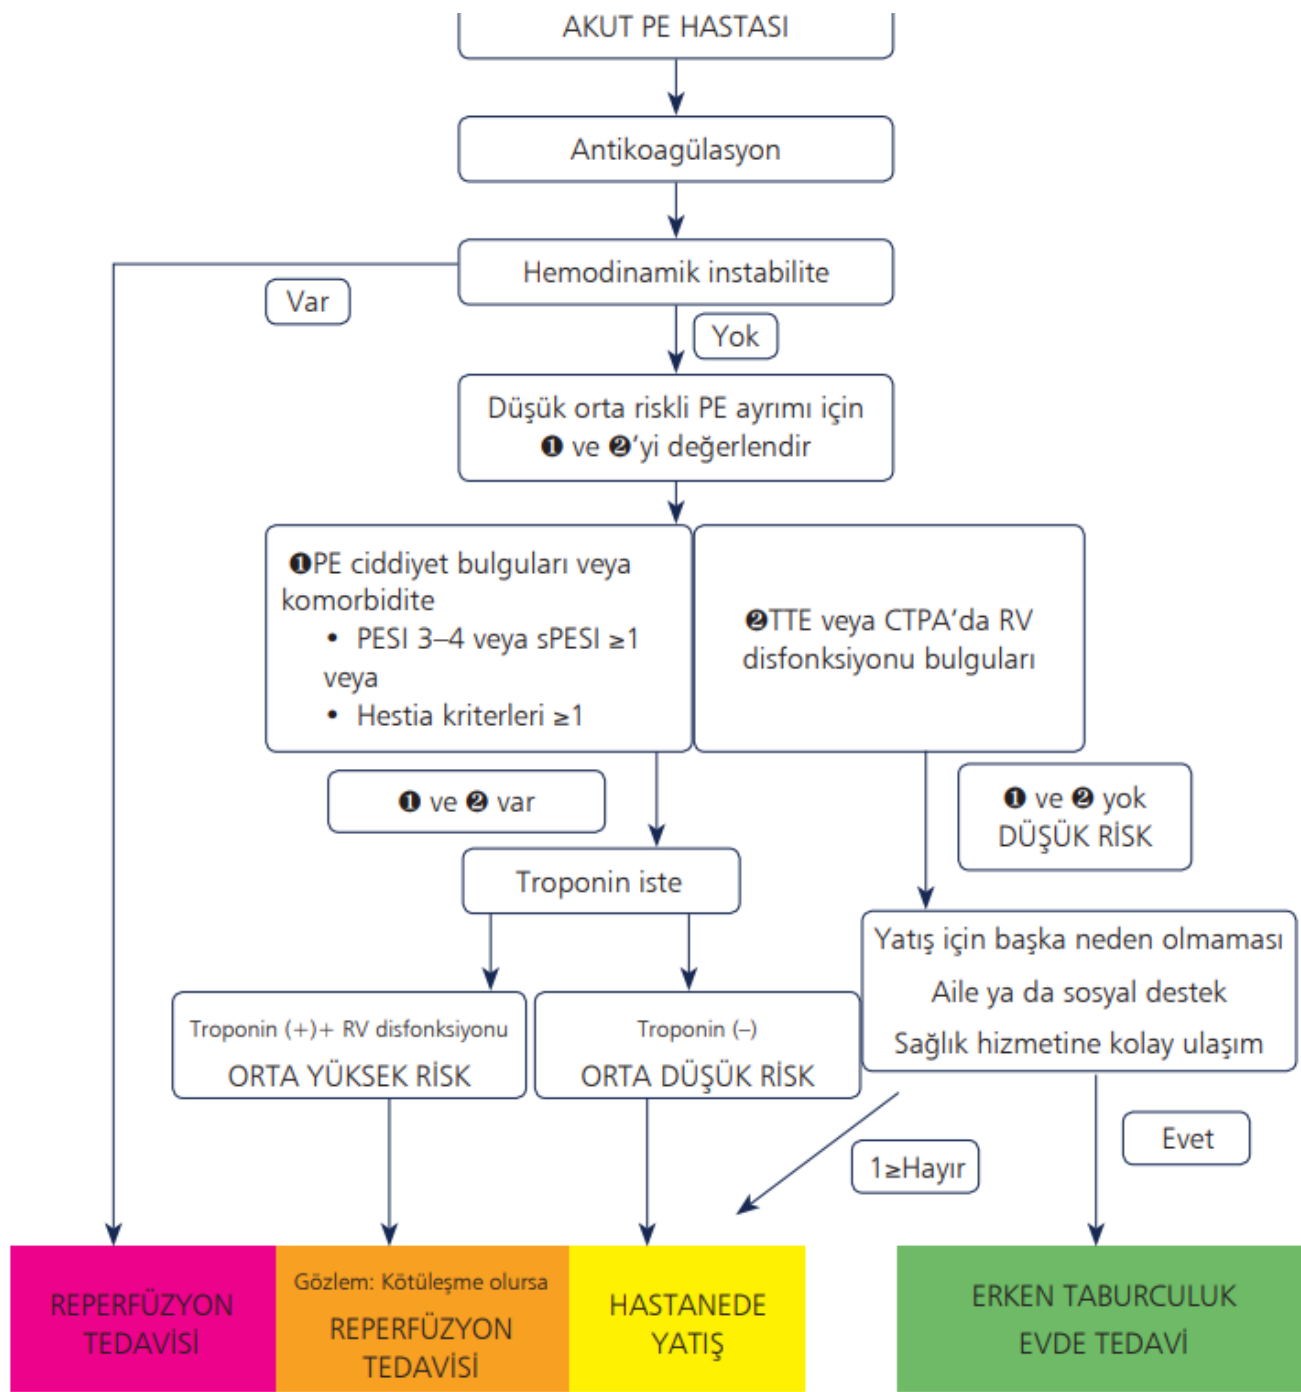 AKUT PE HASTASI
Antikoagülasyon
Hemodinamik instabilite
Var
Yok
Düşük orta riskli PE ayrımı için
❶ ve ❷'yi değerlendir
❶PE ciddiyet bulguları veya
komorbidite
• PESI 3–4 veya sPESI ≥1
veya
• Hestia kriterleri ≥1
❷TTE veya CTPA'da RV
disfonksiyonu bulguları
❶ ve ❷ var
❶ ve ❷ yok
DÜŞÜK RİSK
Troponin iste
Yatış için başka neden olmaması
Aile ya da sosyal destek
Sağlık hizmetine kolay ulaşım
Troponin (+)+ RV disfonksiyonu
ORTA YÜKSEK RİSK
Troponin (–)
ORTA DÜŞÜK RİSK
1≥Hayır
Evet
REPERFÜZYON
TEDAVİSİ
Gözlem: Kötüleşme olursa
REPERFÜZYON
TEDAVİSİ
HASTANEDE
YATIŞ
ERKEN TABURCULUK
EVDE TEDAVİ